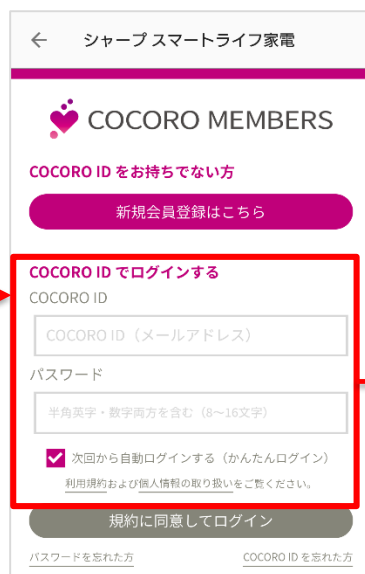 ← シャープ スマートライフ家電
COCORO MEMBERS
COCORO ID をお持ちでない方
新規会員登録はこちら
COCORO ID でログインする
COCORO ID
COCORO ID（メールアドレス）
パスワード
半角英字・数字両方を含む（8～16文字）
次回から自動ログインする（かんたんログイン）
利用規約および個人情報の取り扱いをご覧ください。
規約に同意してログイン
パスワードを忘れた方 COCORO ID を忘れた方